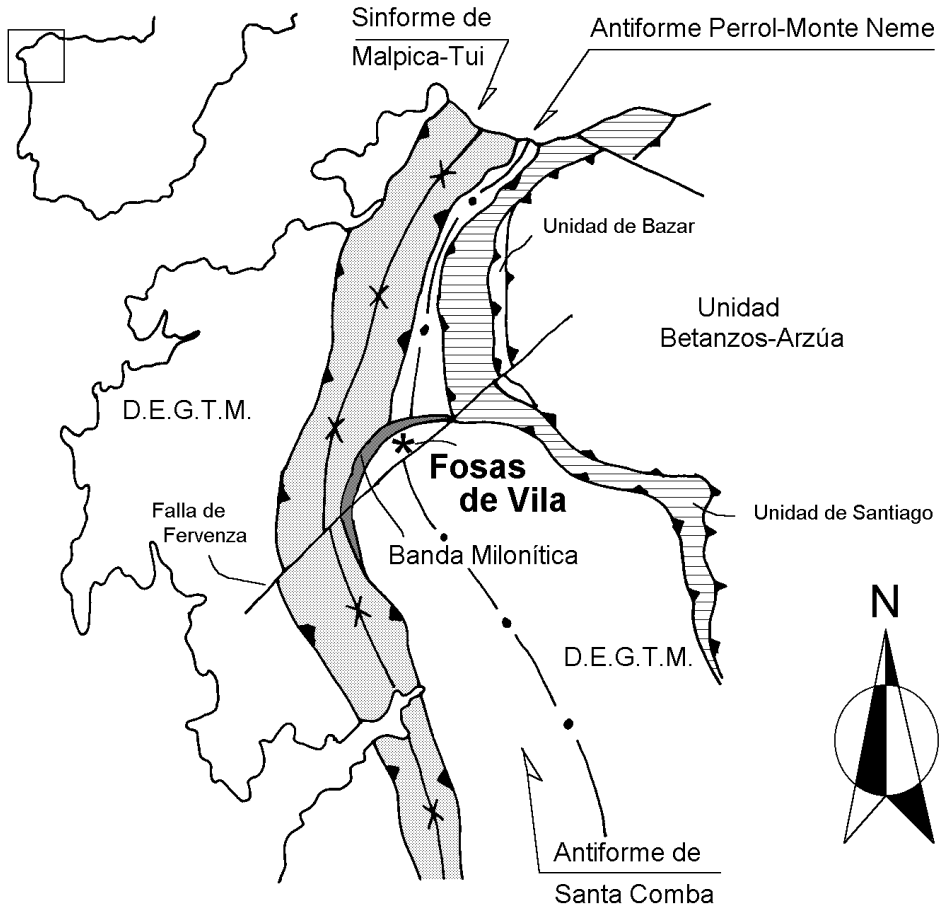 Sinforme de
Malpica-Tui
Antiforme Perrol-Monte Neme
Unidad de Bazar
Unidad
Betanzos-Arzúa
D.E.G.T.M.
Fosas
de Vila
Falla de
Fervenza
Unidad de Santiago
Banda Milonítica
N
D.E.G.T.M.
Antiforme de
Santa Comba